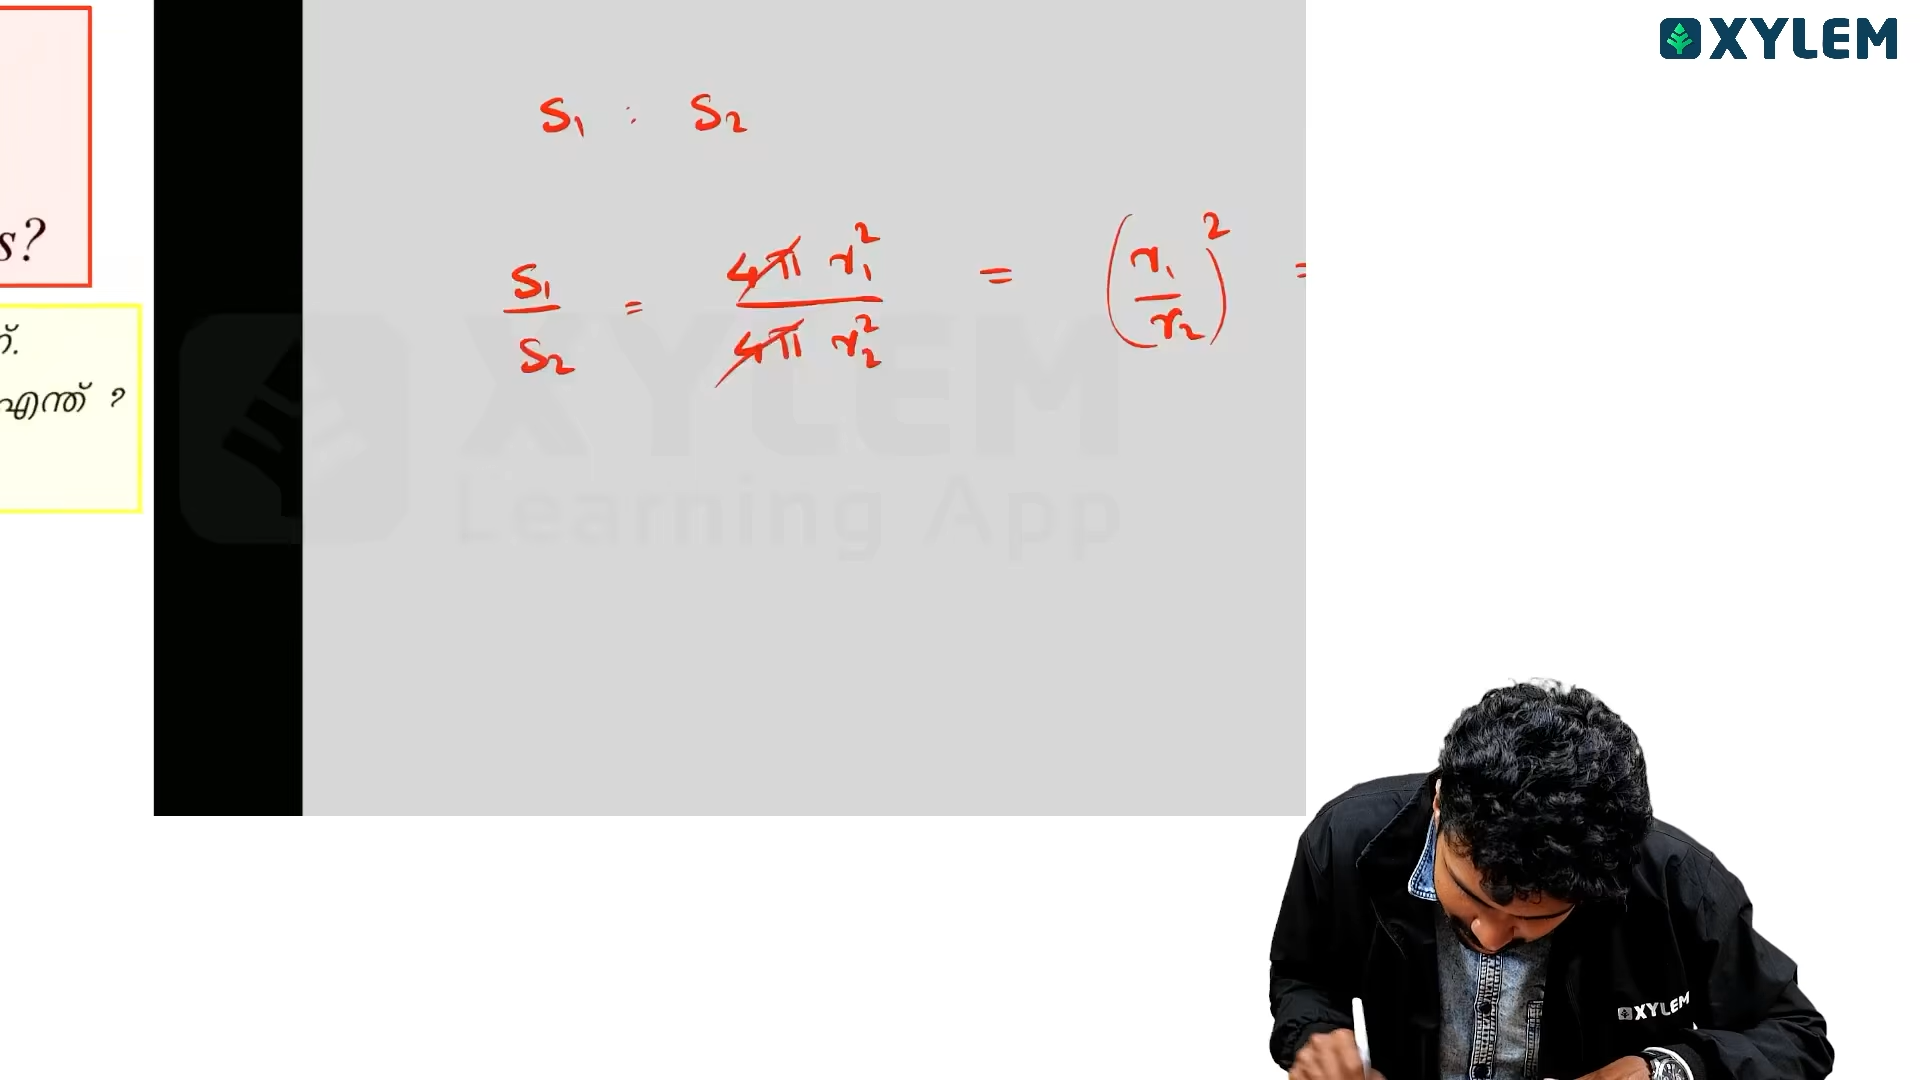 XYLEM
s?
എന്ത് ?
S₁ : S₂
S₁/S₂ = 4π r₁²/4π r₂² = (r₁/r₂)² =
XYLEM
Learning App
XYLEM